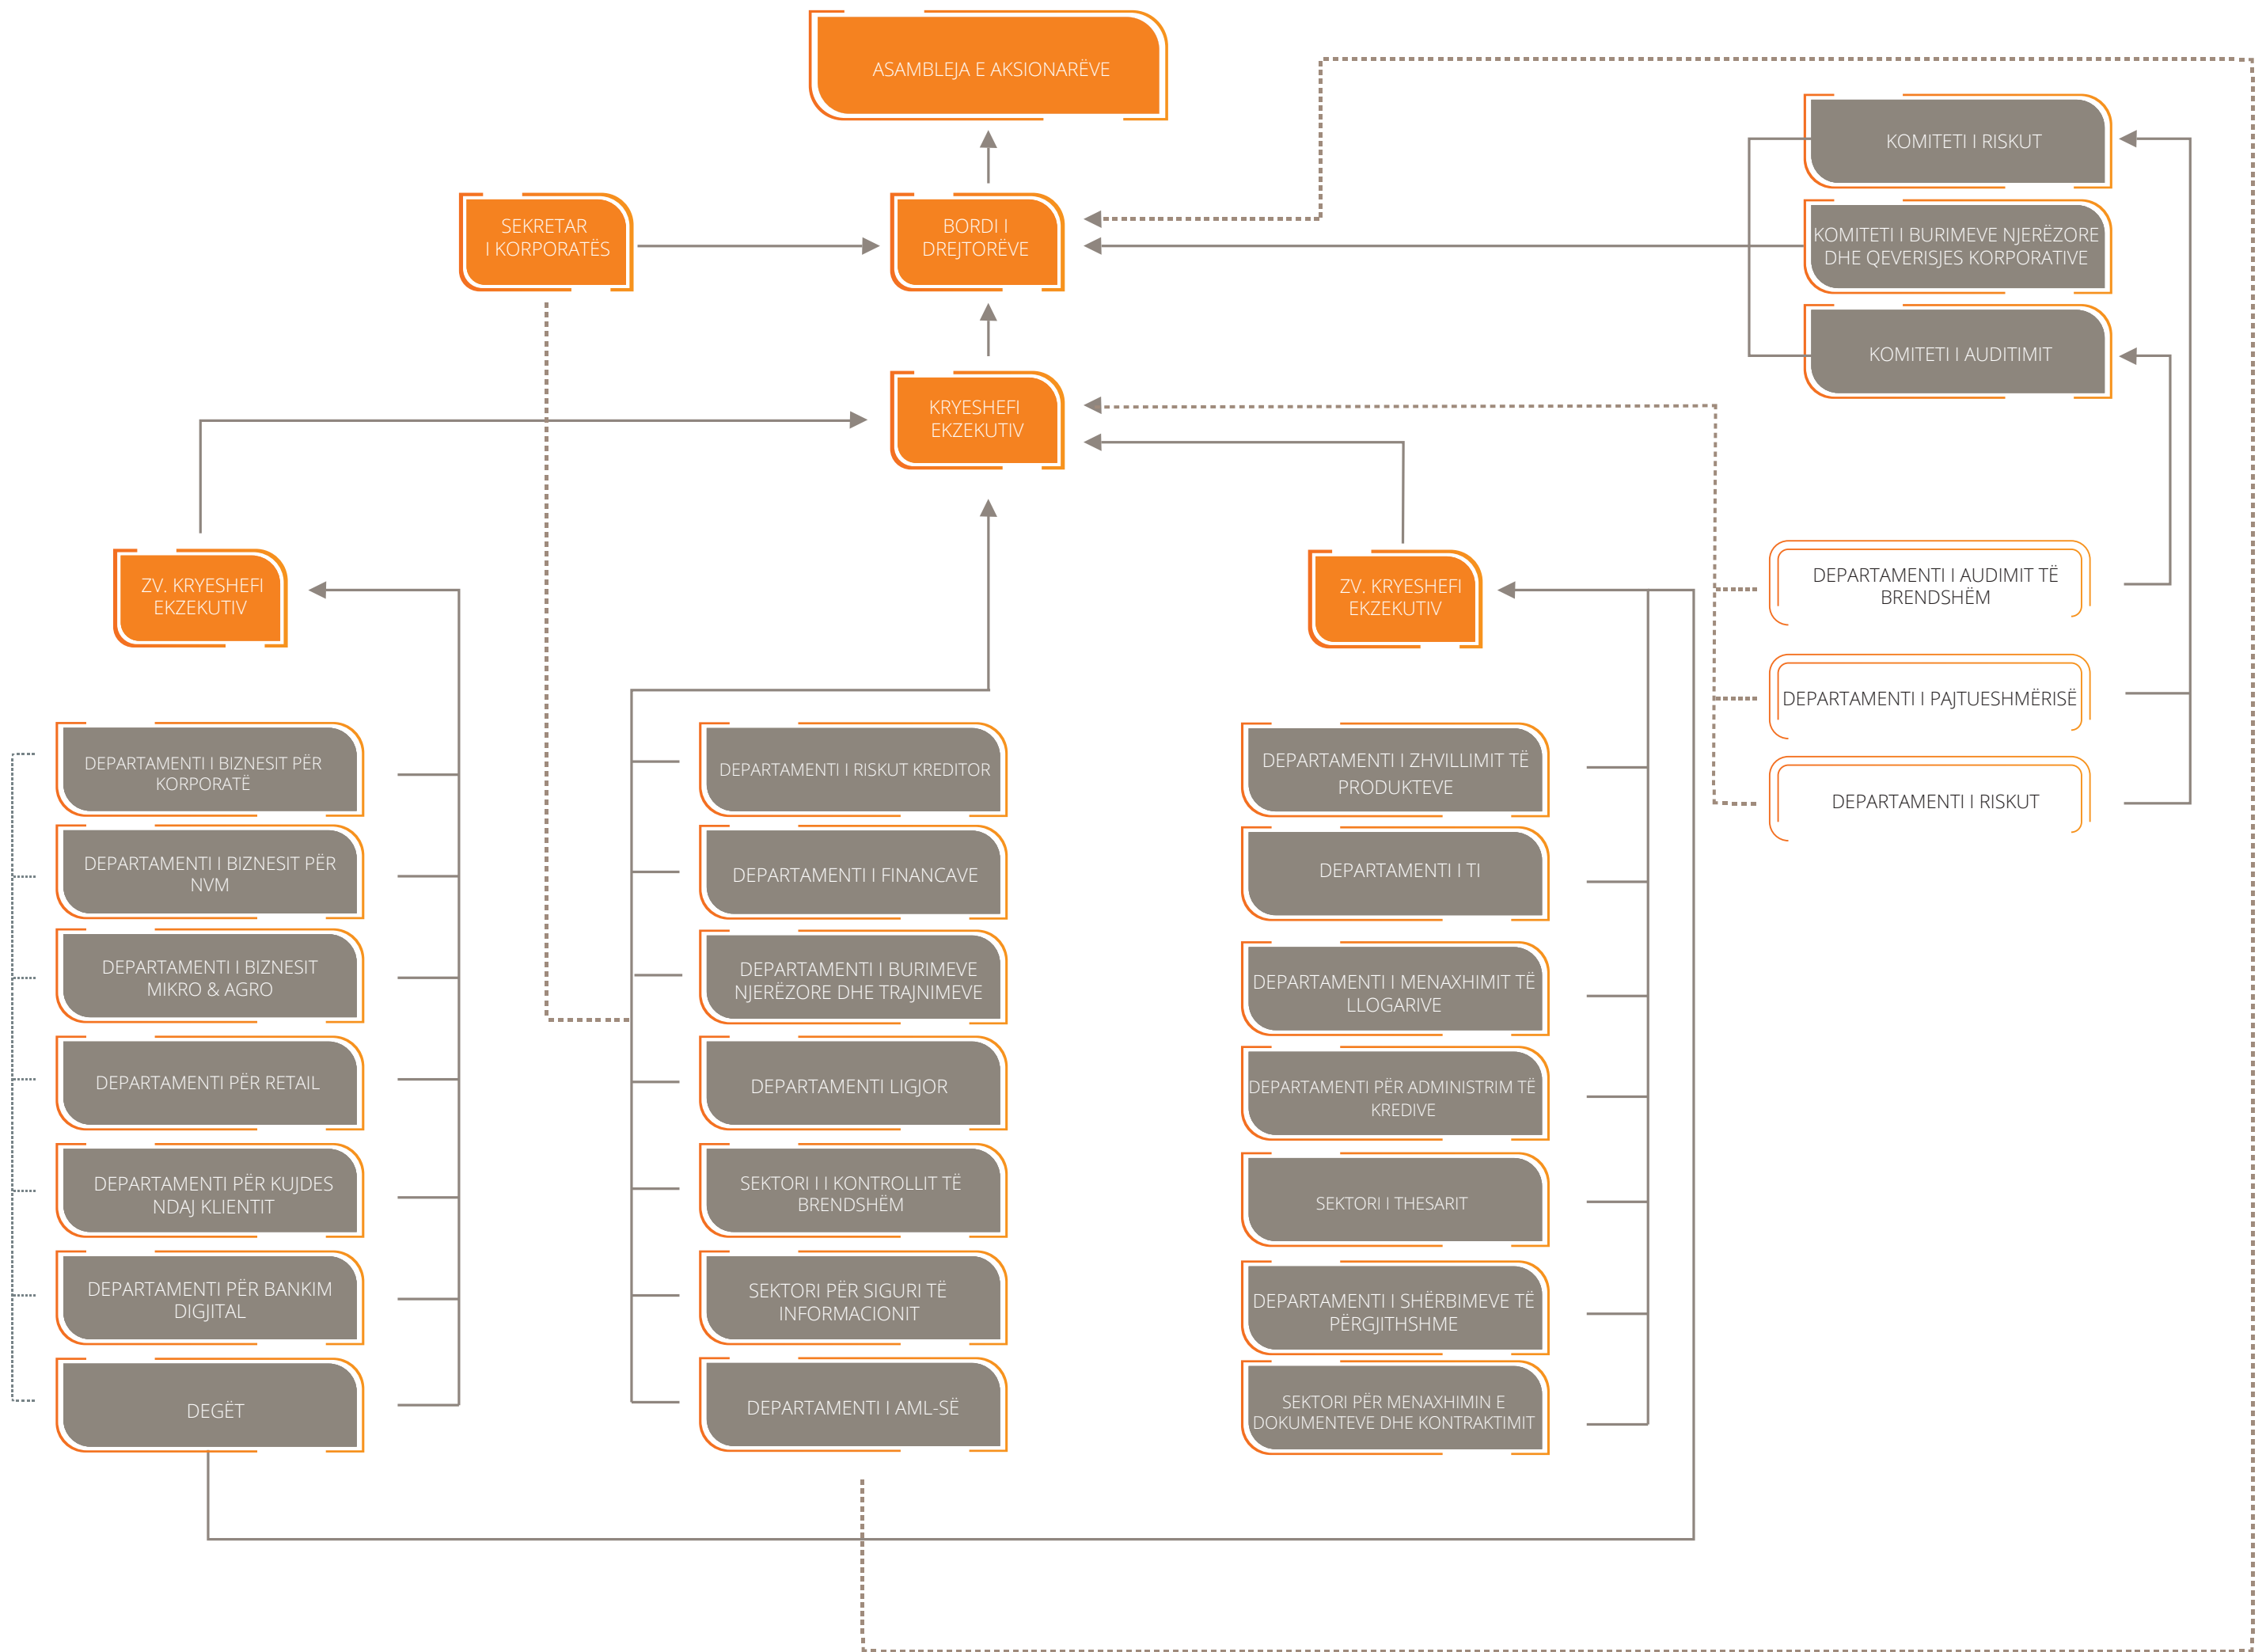 ASAMBLEJA E AKSIONARËVE
SEKRETAR
I KORPORATËS
BORDI I
DREJTORËVE
KOMITETI I RISKUT
KOMITETI I BURIMEVE NJERËZORE
DHE QEVERISJES KORPORATIVE
KOMITETI I AUDITIMIT
KRYESHEFI
EKZEKUTIV
ZV. KRYESHEFI
EKZEKUTIV
ZV. KRYESHEFI
EKZEKUTIV
DEPARTAMENTI I AUDIMIT TË
BRENDSHËM
DEPARTAMENTI I PAJTUESHMËRISË
DEPARTAMENTI I RISKUT
DEPARTAMENTI I BIZNESIT PËR
KORPORATË
DEPARTAMENTI I BIZNESIT PËR
NVM
DEPARTAMENTI I BIZNESIT
MIKRO & AGRO
DEPARTAMENTI PËR RETAIL
DEPARTAMENTI PËR KUJDES
NDAJ KLIENTIT
DEPARTAMENTI PËR BANKIM
DIGJITAL
DEGËT
DEPARTAMENTI I RISKUT KREDITOR
DEPARTAMENTI I FINANCAVE
DEPARTAMENTI I BURIMEVE
NJERËZORE DHE TRAJNIMEVE
DEPARTAMENTI LIGJOR
SEKTORI I I KONTROLLIT TË
BRENDSHËM
SEKTORI PËR SIGURI TË
INFORMACIONIT
DEPARTAMENTI I AML-SË
DEPARTAMENTI I ZHVILLIMIT TË
PRODUKTEVE
DEPARTAMENTI I TI
DEPARTAMENTI I MENAXHIMIT TË
LLOGARIVE
DEPARTAMENTI PËR ADMINISTRIM TË
KREDIVE
SEKTORI I THESARIT
DEPARTAMENTI I SHËRBIMEVE TË
PËRGJITHSHME
SEKTORI PËR MENAXHIMIN E
DOKUMENTEVE DHE KONTRAKTIMIT